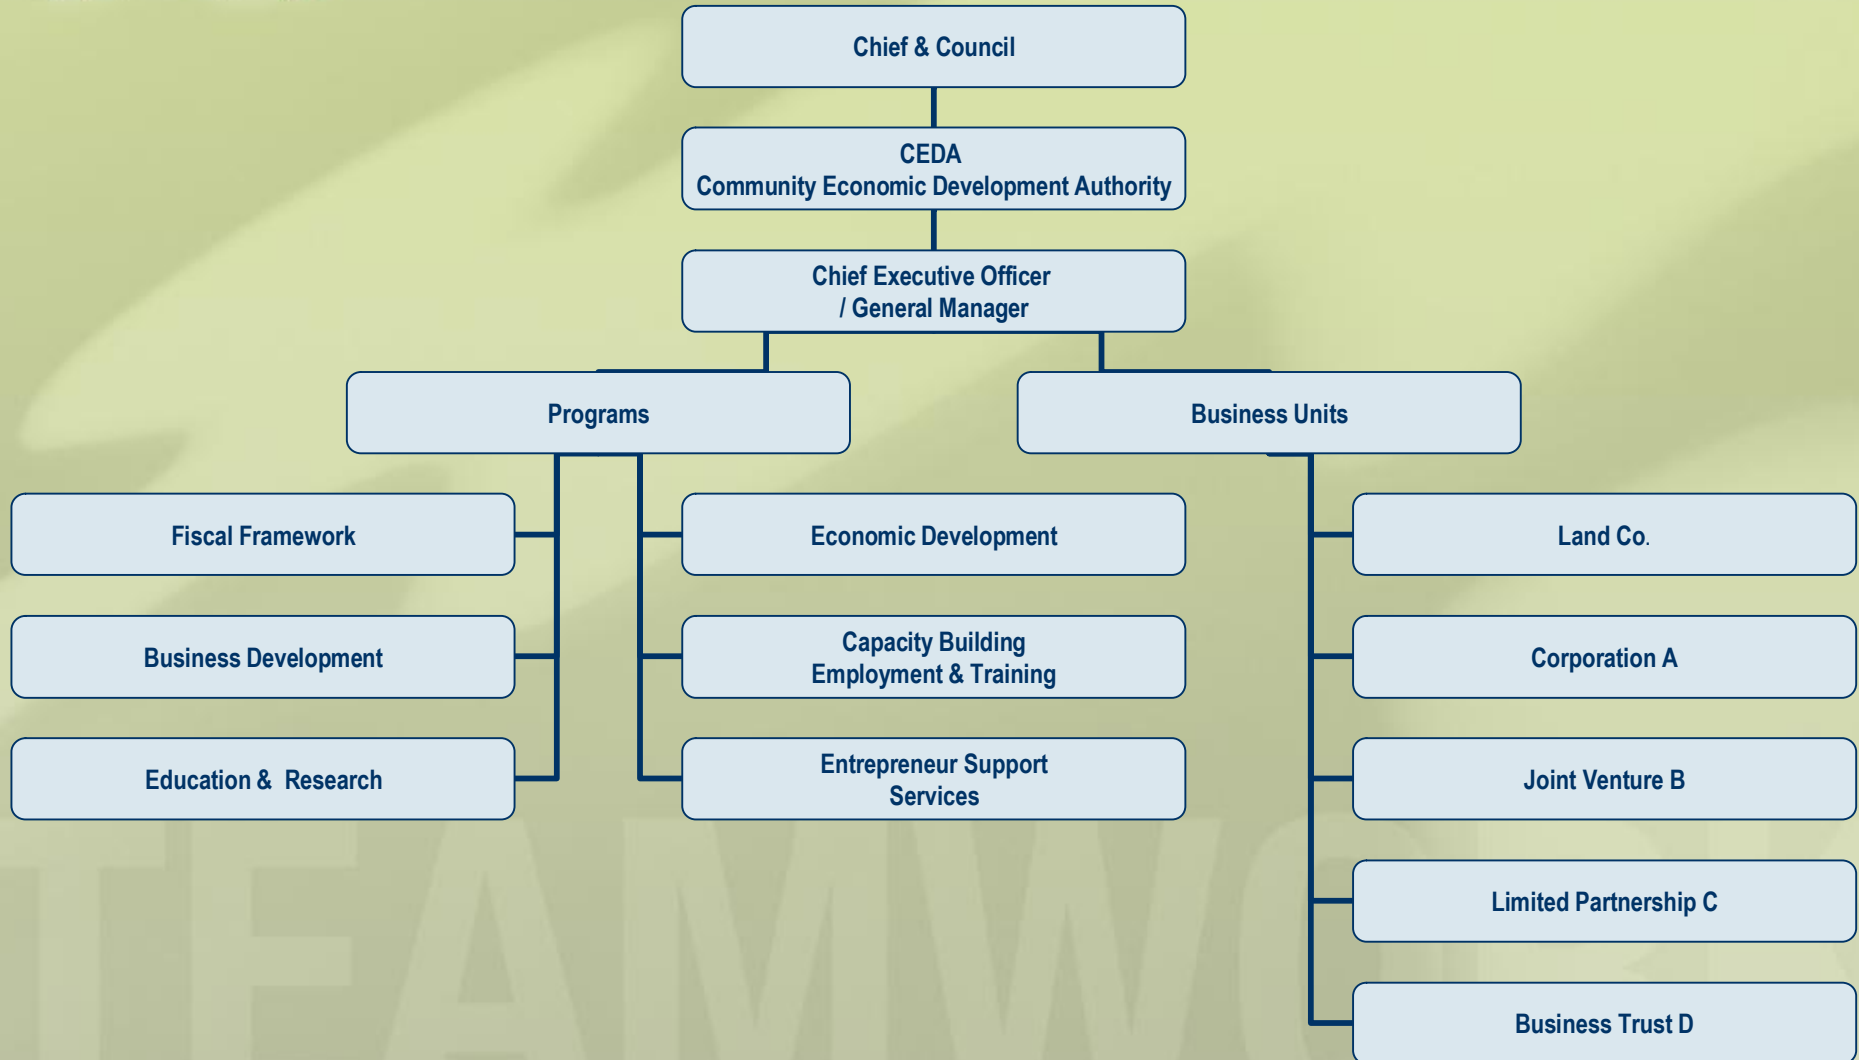 Chief & Council
CEDA
Community Economic Development Authority
Chief Executive Officer
/ General Manager
Programs
Business Units
Fiscal Framework
Economic Development
Land Co.
Business Development
Capacity Building
Employment & Training
Corporation A
Education &  Research
Entrepreneur Support
Services
Joint Venture B
Limited Partnership C
Business Trust D
TEAMWORK